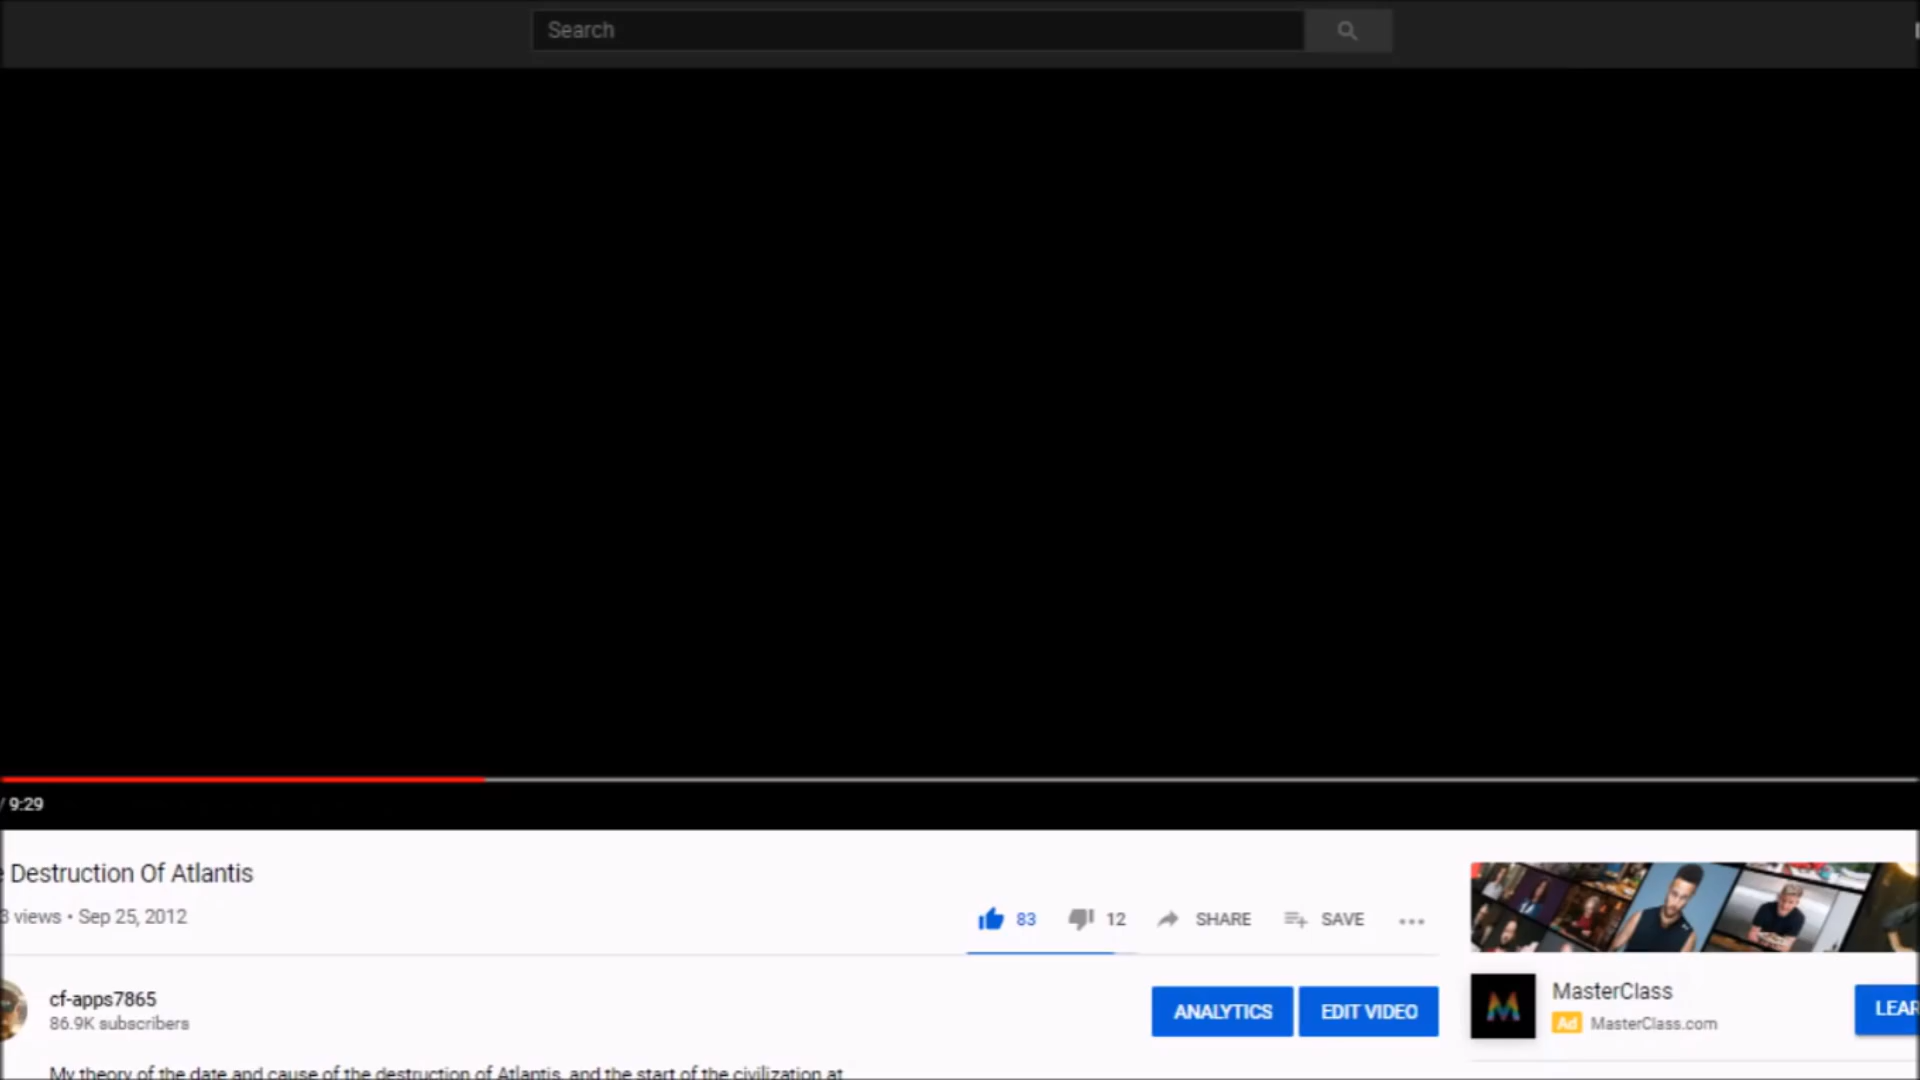 Search
/ 9:29
e Destruction Of Atlantis
3 views • Sep 25, 2012
83 12 SHARE SAVE
cf-apps7865
86.9K subscribers
ANALYTICS EDIT VIDEO
MasterClass
Ad MasterClass.com
LEAR
My theory of the date and cause of the destruction of Atlantis, and the start of the civilization at